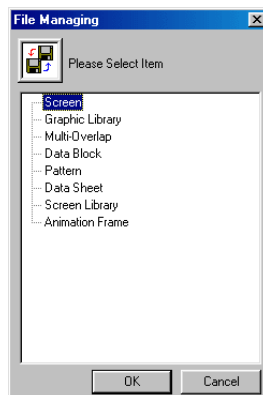 File Managing
Please Select Item
Screen
Graphic Library
Multi-Overlap
Data Block
Pattern
Data Sheet
Screen Library
Animation Frame
OK Cancel